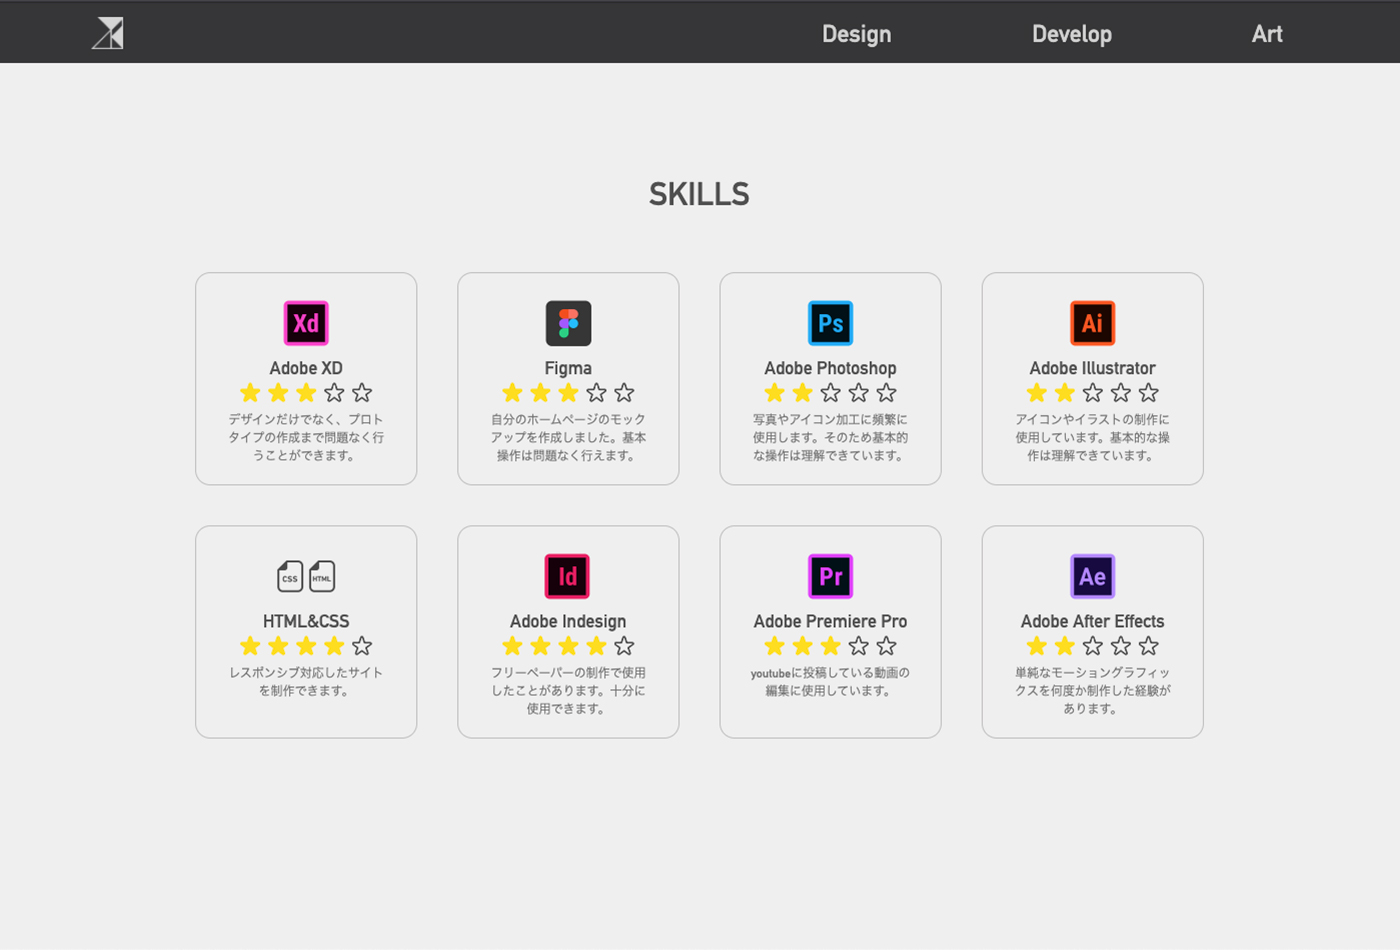 Design
Develop
Art
SKILLS
Xd
Adobe XD
デザインだけでなく、プロト
タイプの作成まで問題なく行
うことができます。
Figma
自分のホームページのモック
アップを作成しました。基本
操作は問題なく行えます。
Ps
Adobe Photoshop
写真やアイコン加工に頻繁に
使用します。そのため基本的
な操作は理解できています。
Ai
Adobe Illustrator
アイコンやイラストの制作に
使用しています。基本的な操
作は理解できています。
CSS
HTML
HTML&CSS
レスポンシブ対応したサイト
を制作できます。
Id
Adobe Indesign
フリーペーパーの制作で使用
したことがあります。十分に
使用できます。
Pr
Adobe Premiere Pro
youtubeに投稿している動画の
編集に使用しています。
Ae
Adobe After Effects
単純なモーショングラフィッ
クスを何度か制作した経験が
あります。